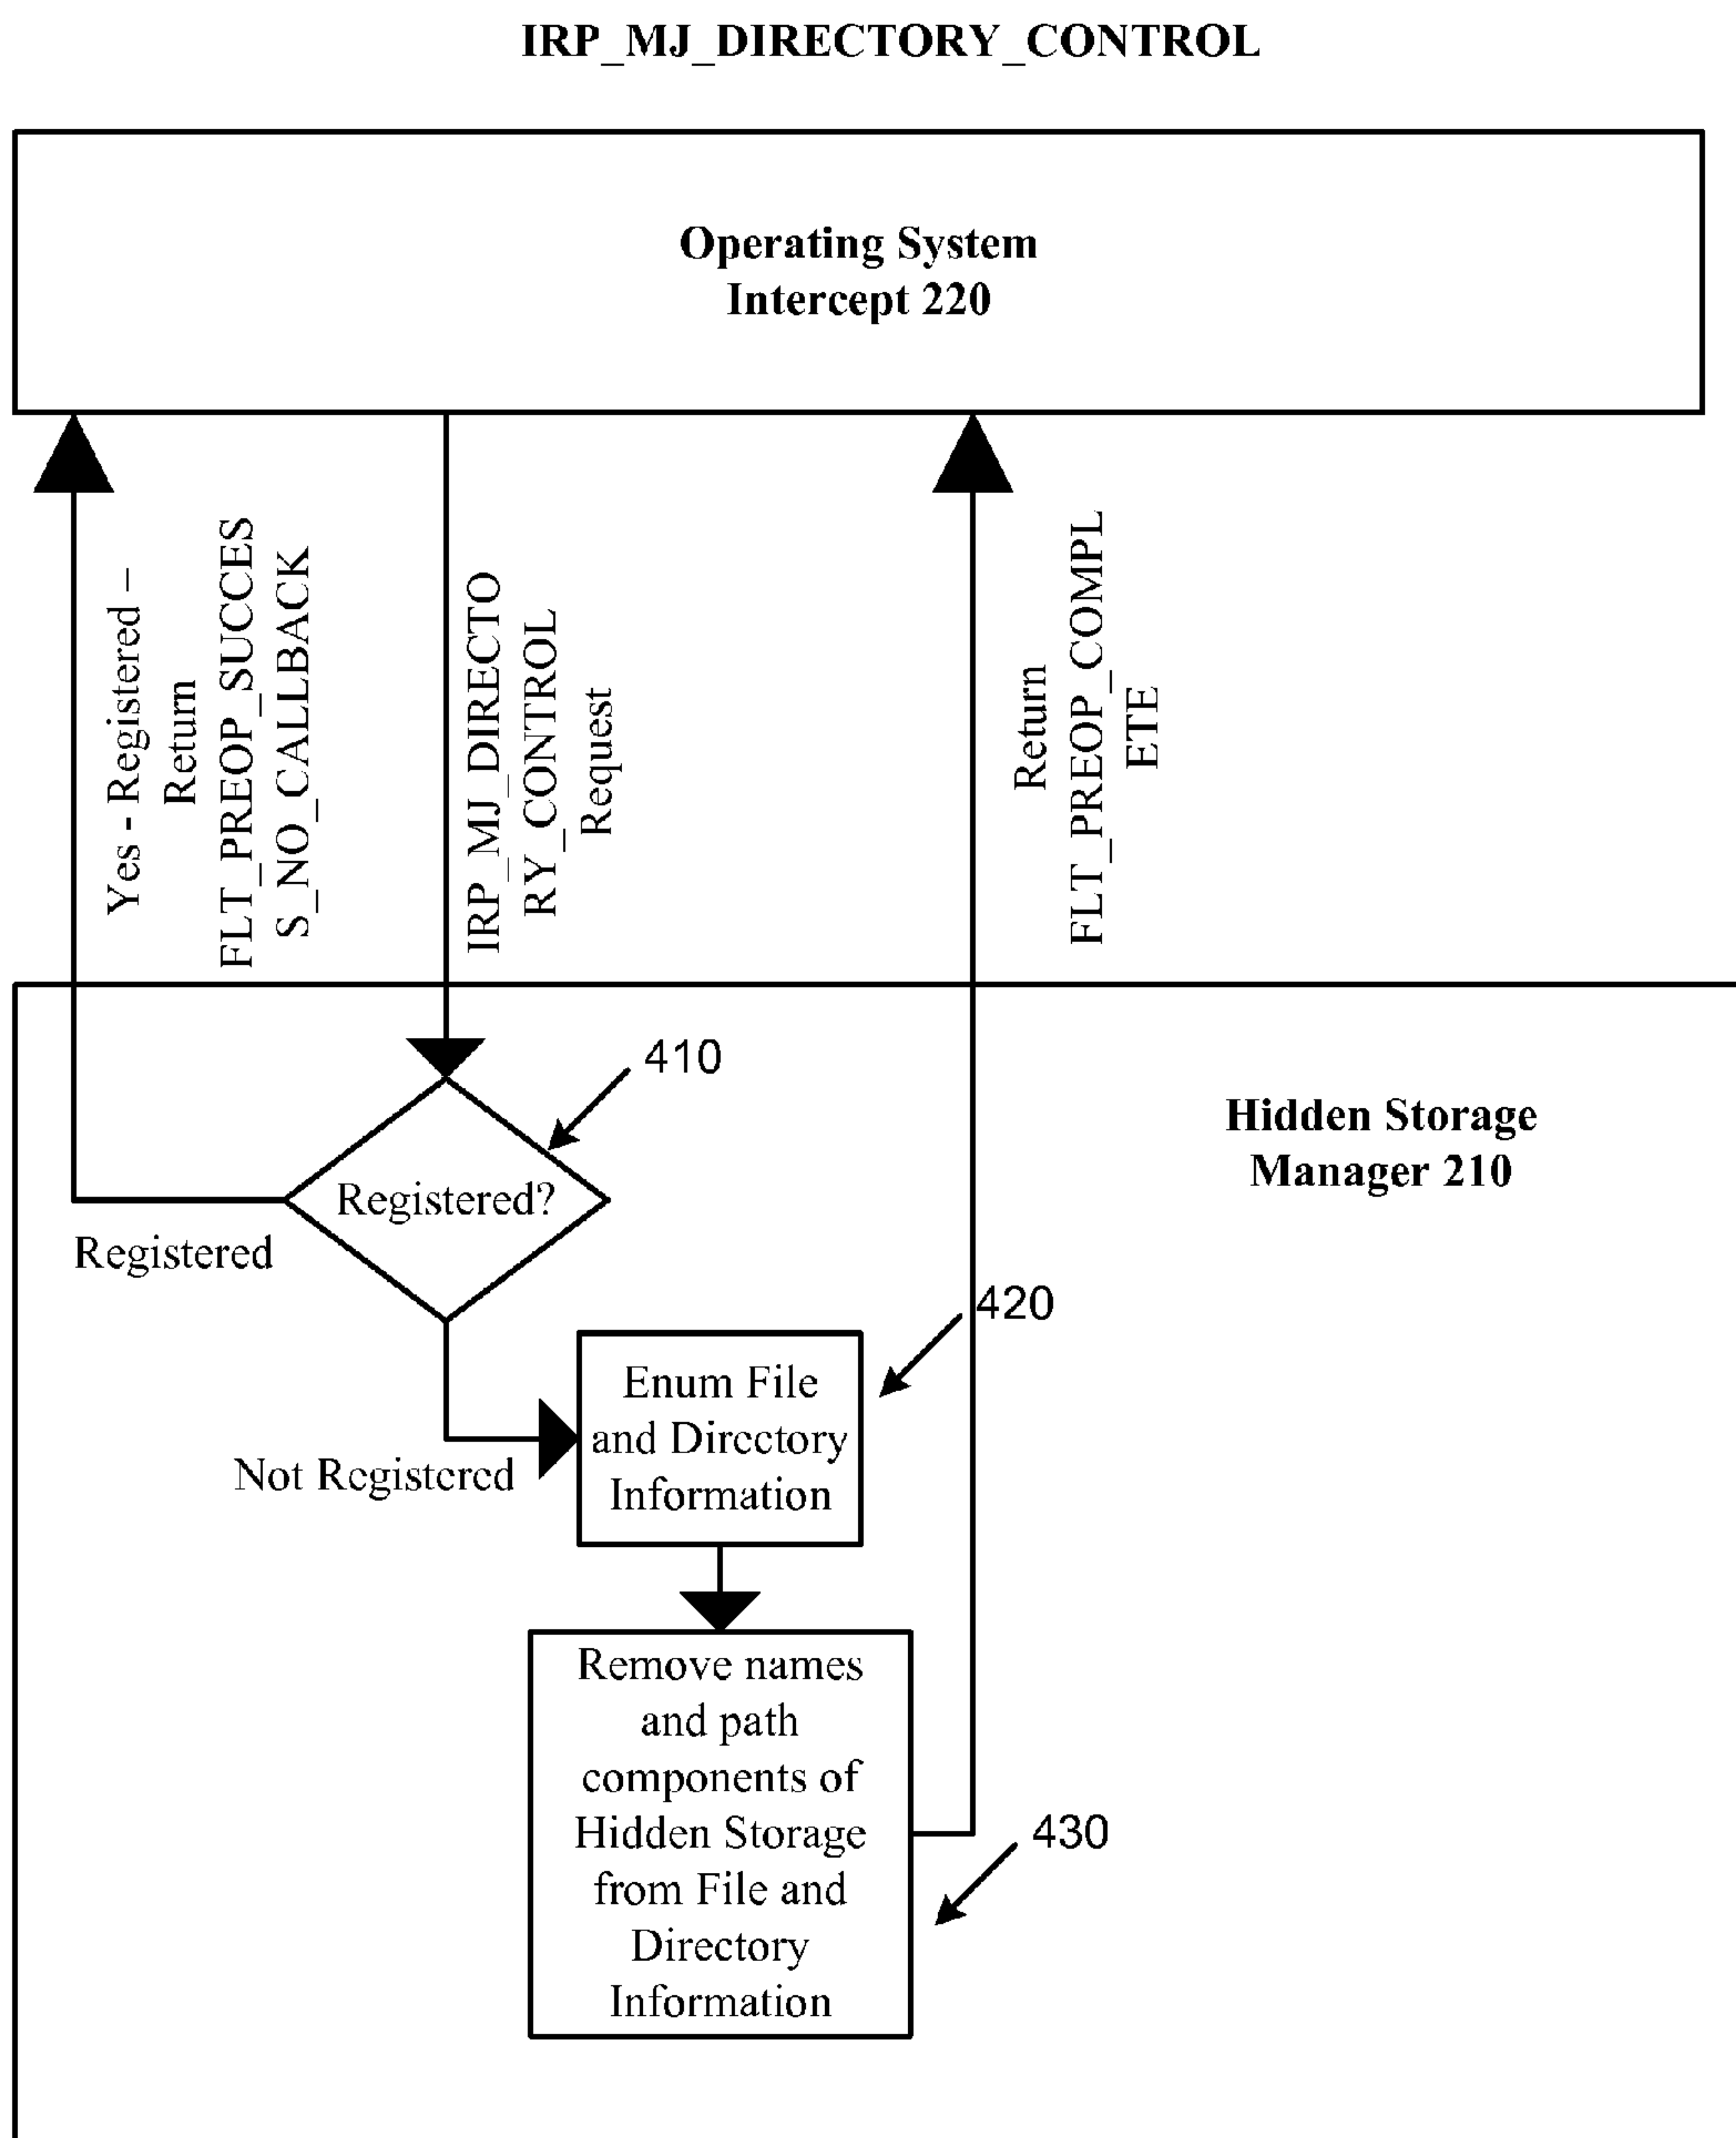 IRP_MJ_DIRECTORY_CONTROL
Operating System
Intercept 220
Yes - Registered –
Return
FLT_PREOP_SUCCES
S_NO_CALLBACK
IRP_MJ_DIRECTO
RY_CONTROL
Request
Return
FLT_PREOP_COMPL
ETE
410
Hidden Storage
Manager 210
Registered?
Registered
420
Enum File
and Directory
Information
Not Registered
Remove names
and path
components of
Hidden Storage
from File and
Directory
Information
430